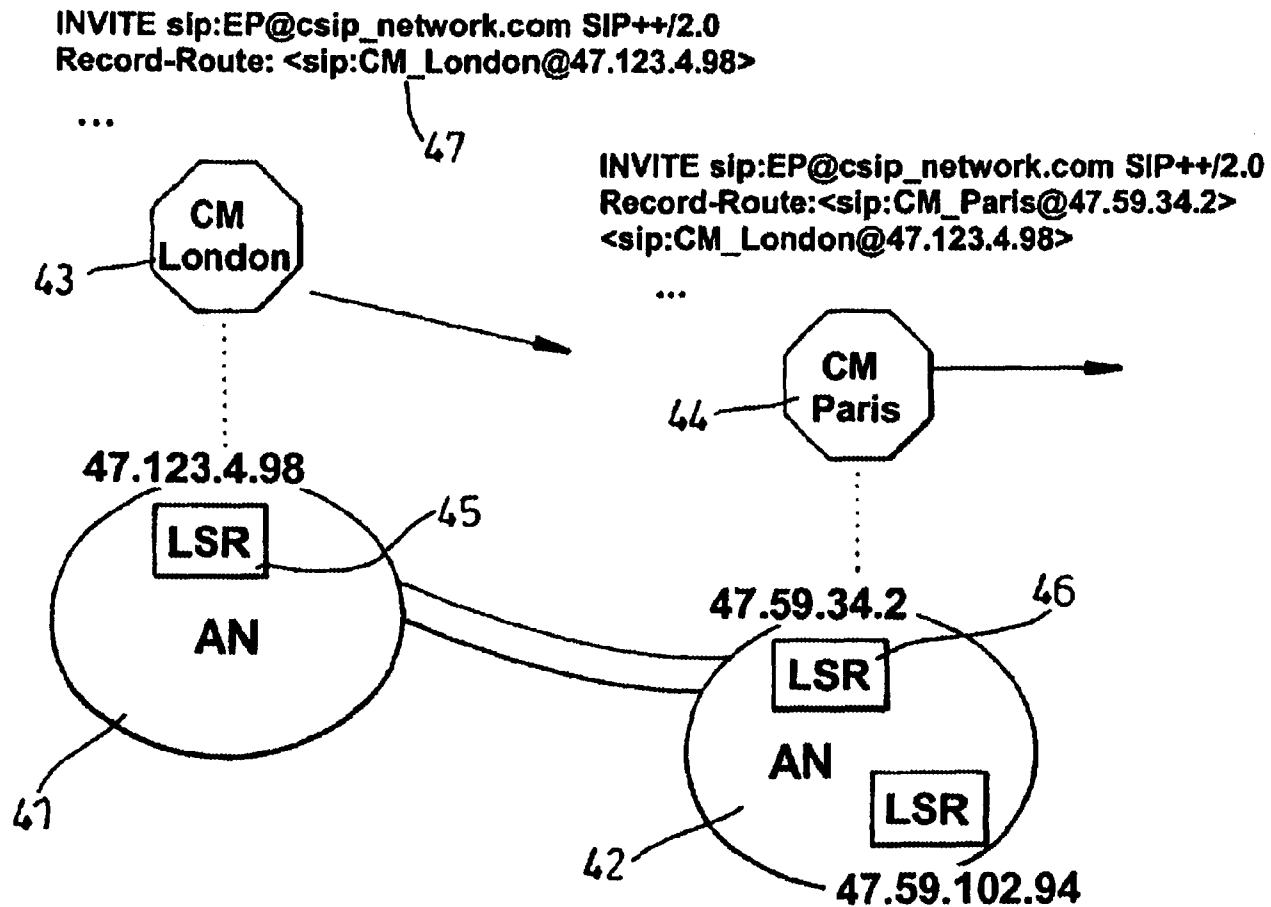 INVITE sip:EP@csip_network.com SIP++/2.0
Record-Route: <sip:CM_London@47.123.4.98>
...
47
INVITE sip:EP@csip_network.com SIP++/2.0
Record-Route:<sip:CM_Paris@47.59.34.2>
<sip:CM_London@47.123.4.98>
...
CM
London
43
CM
Paris
44
47.123.4.98
LSR
45
AN
41
47.59.34.2
46
LSR
AN
LSR
42
47.59.102.94